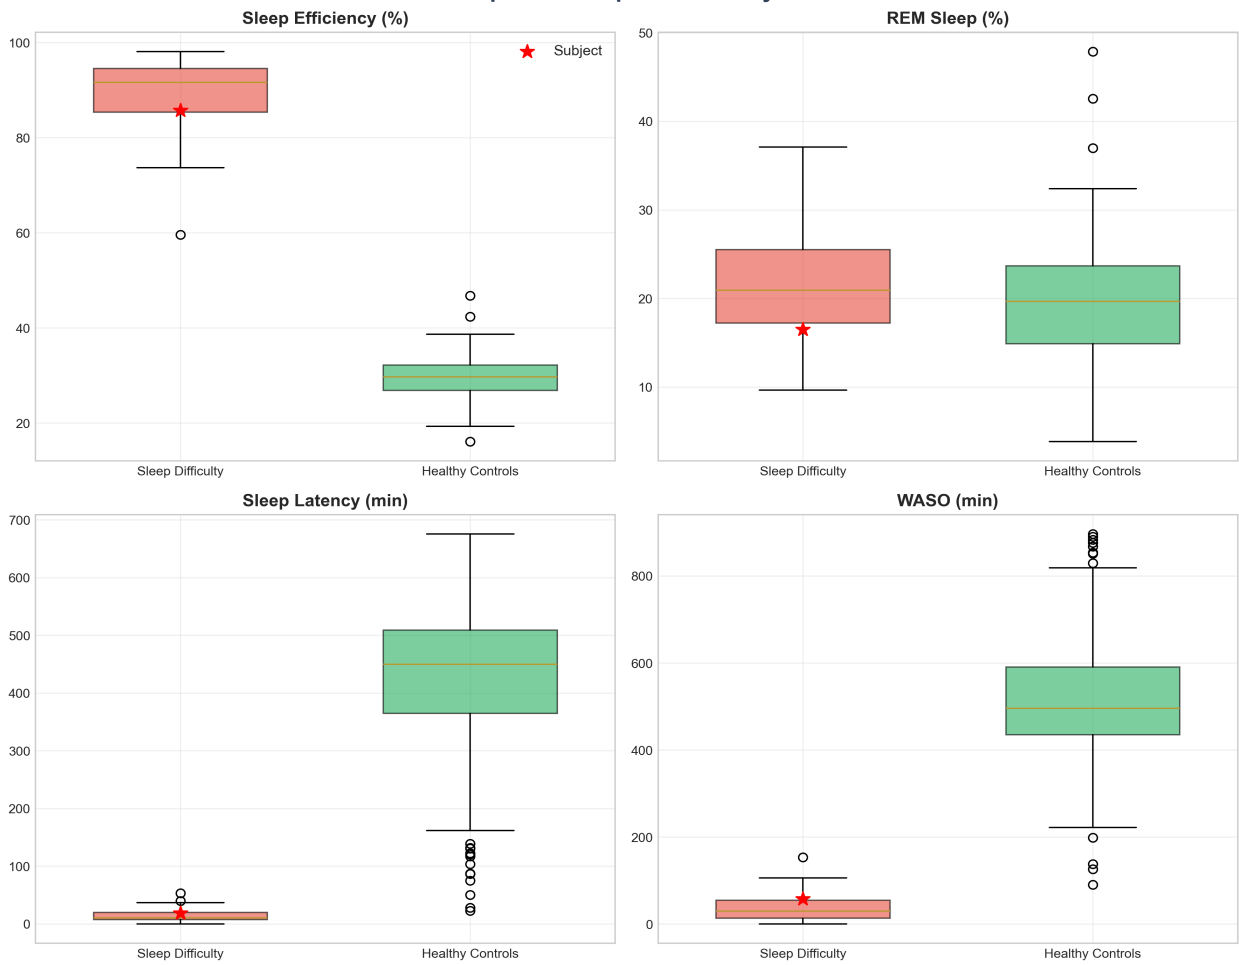 Sleep Efficiency (%)
100
80
60
40
20
Subject
Sleep Difficulty
Healthy Controls
REM Sleep (%)
50
40
30
20
10
Sleep Difficulty
Healthy Controls
Sleep Latency (min)
700
600
500
400
300
200
100
0
Sleep Difficulty
Healthy Controls
WASO (min)
800
600
400
200
0
Sleep Difficulty
Healthy Controls